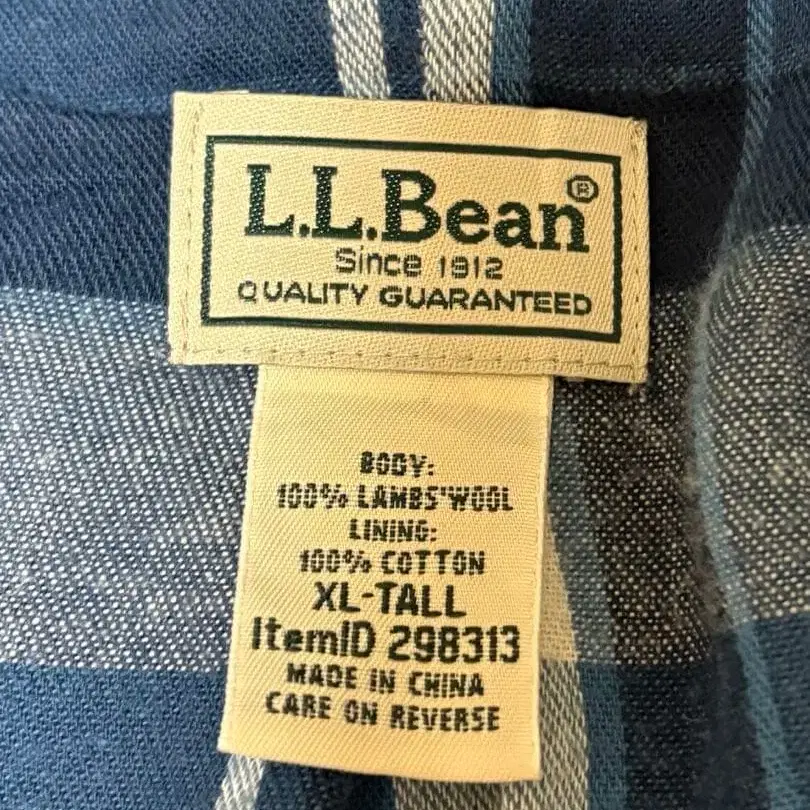 L.L.Bean®
Since 1912
QUALITY GUARANTEED
BODY:
100% LAMBS'WOOL
LINING:
100% COTTON
XL-TALL
ItemID 298313
MADE IN CHINA
CARE ON REVERSE